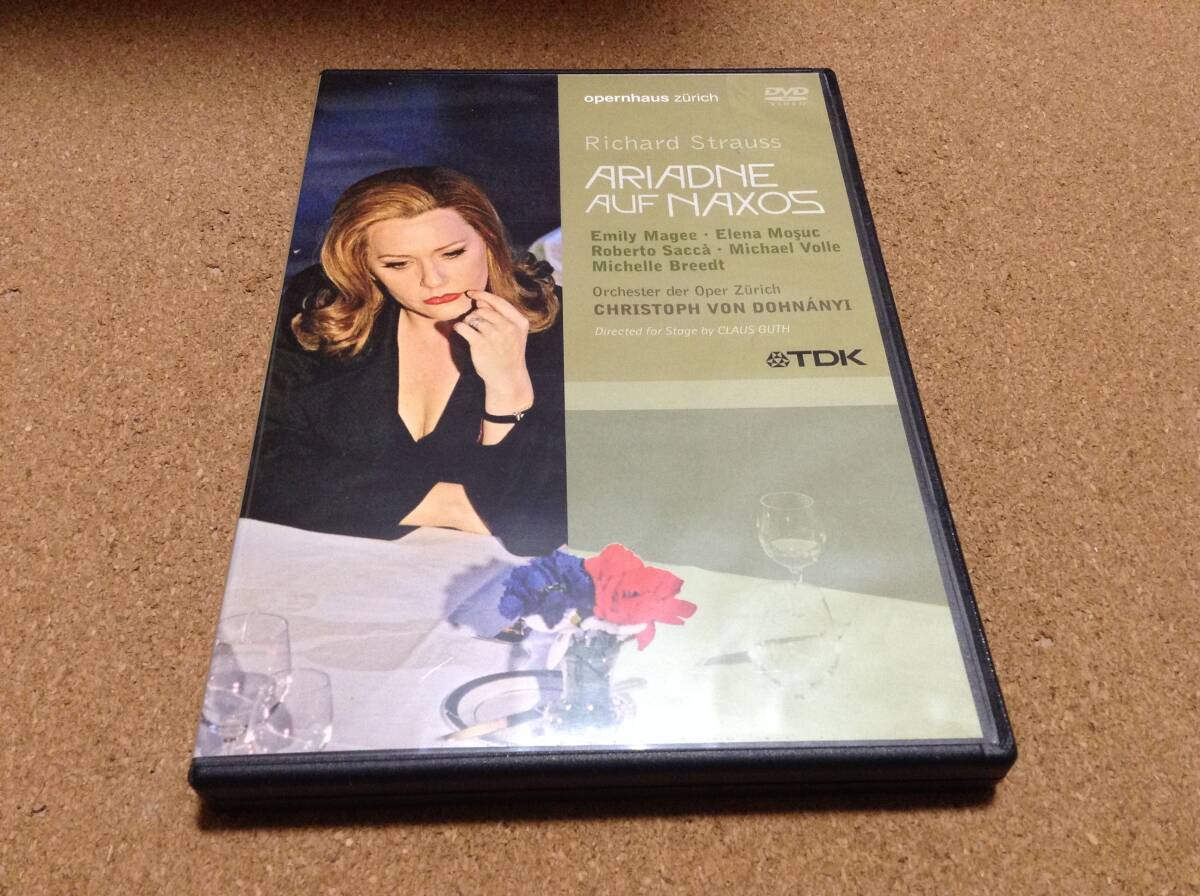 opernhaus zürich
DVD
VIDEO
Richard Strauss
ARIADNE
AUF NAXOS
Emily Magee · Elena Moşuc
Roberto Saccà · Michael Volle
Michelle Breedt
Orchester der Oper Zürich
CHRISTOPH VON DOHNÁNYI
Directed for Stage by CLAUS GUTH
TDK